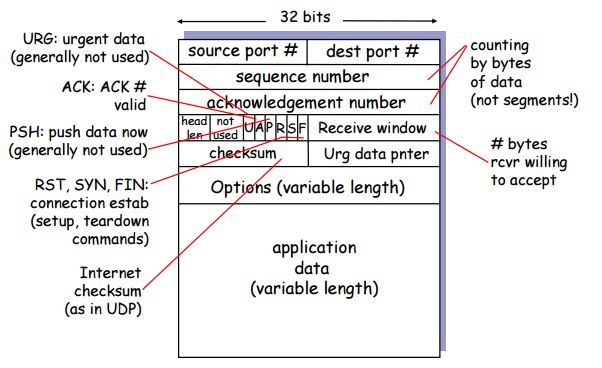 32 bits
URG: urgent data
(generally not used)
ACK: ACK #
valid
PSH: push data now
(generally not used)
RST, SYN, FIN:
connection estab
(setup, teardown
commands)
Internet
checksum
(as in UDP)
source port #
dest port #
sequence number
acknowledgement number
head
len
not
used
U A P R S F
Receive window
checksum
Urg data pnter
Options (variable length)
application
data
(variable length)
counting
by bytes
of data
(not segments!)
# bytes
rcvr willing
to accept